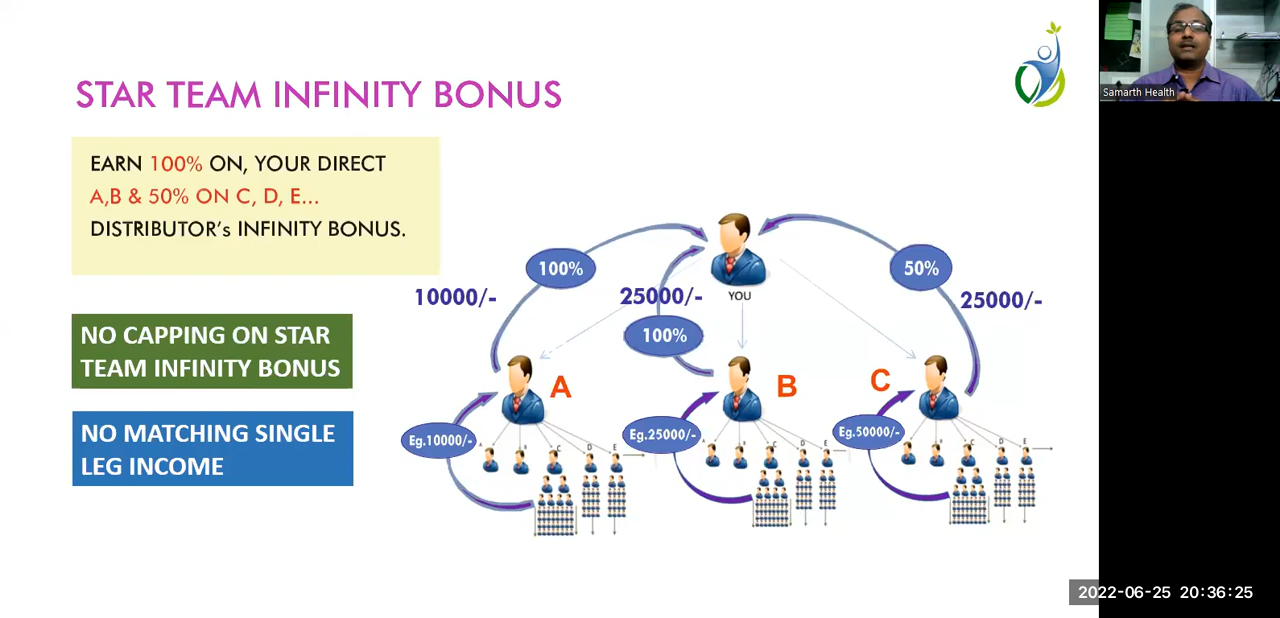 STAR TEAM INFINITY BONUS
Samarth Health
EARN 100% ON, YOUR DIRECT
A,B & 50% ON C, D, E...
DISTRIBUTOR's INFINITY BONUS.
NO CAPPING ON STAR
TEAM INFINITY BONUS
NO MATCHING SINGLE
LEG INCOME
100%
50%
10000/-
25000/-
25000/-
YOU
100%
A
B
C
Eg.10000/-
Eg.25000/-
Eg.50000/-
A B C D E
A B C D E
A B C D E
2022-06-25 20:36:25